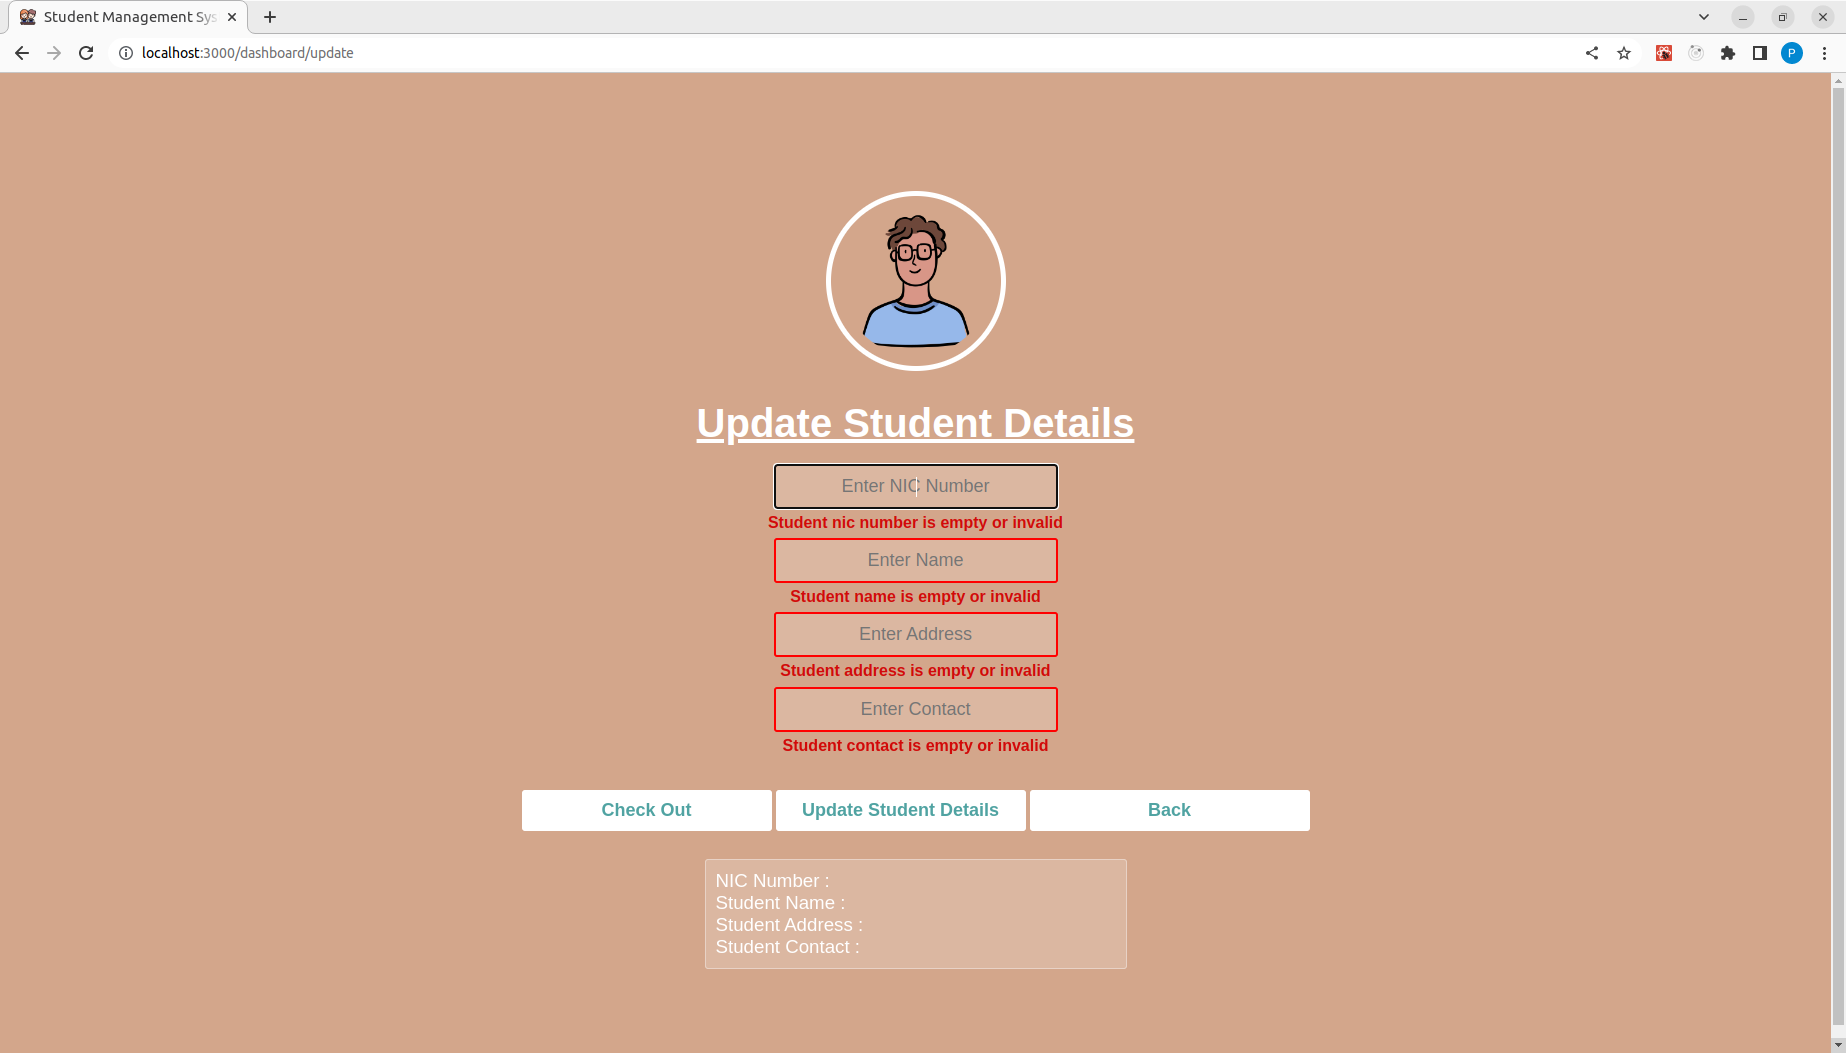 Student Management Sys
localhost:3000/dashboard/update
P
Update Student Details
Enter NIC Number
Student nic number is empty or invalid
Enter Name
Student name is empty or invalid
Enter Address
Student address is empty or invalid
Enter Contact
Student contact is empty or invalid
Check Out Update Student Details Back
NIC Number :
Student Name :
Student Address :
Student Contact :